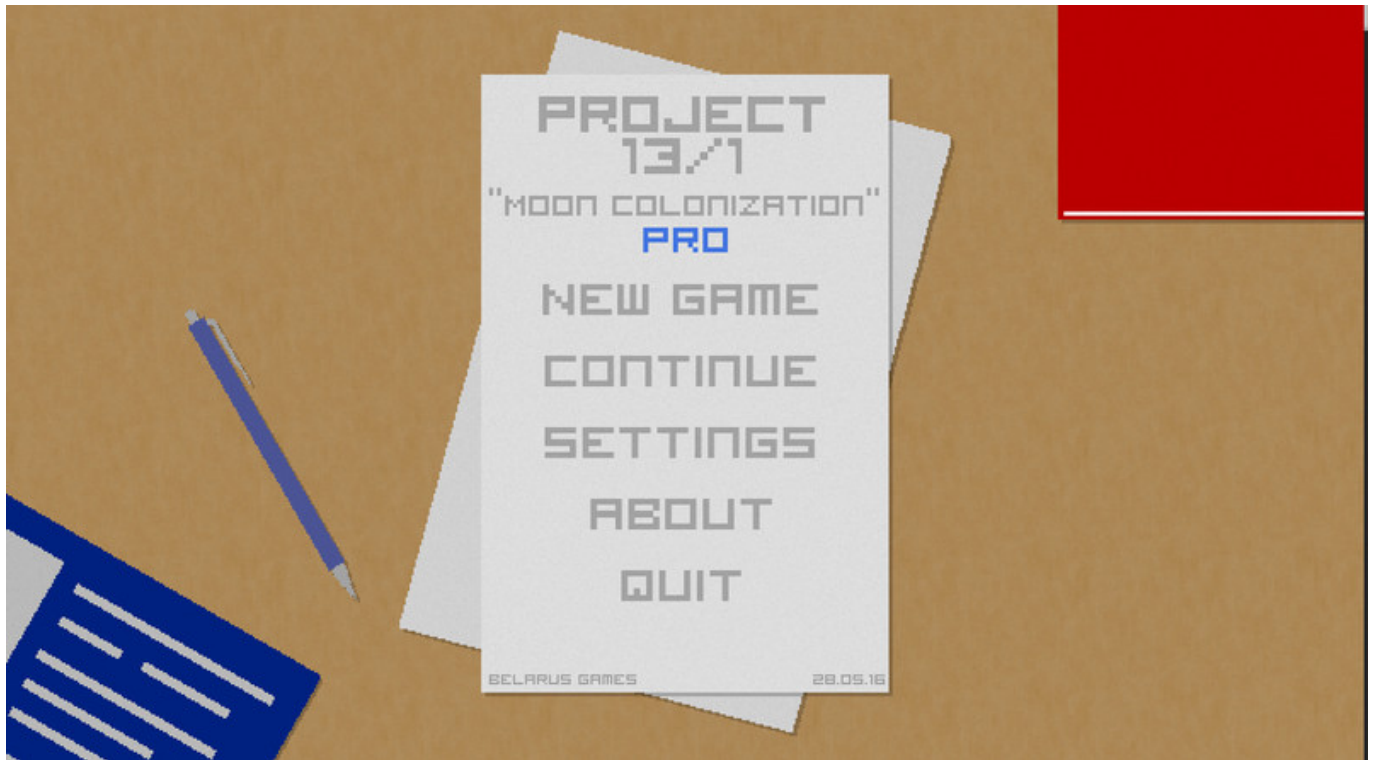 PROJECT
13/1
"MOON COLONIZATION"
PRO
NEW GAME
CONTINUE
SETTINGS
ABOUT
QUIT
BELARUS GAMES 28.05.16